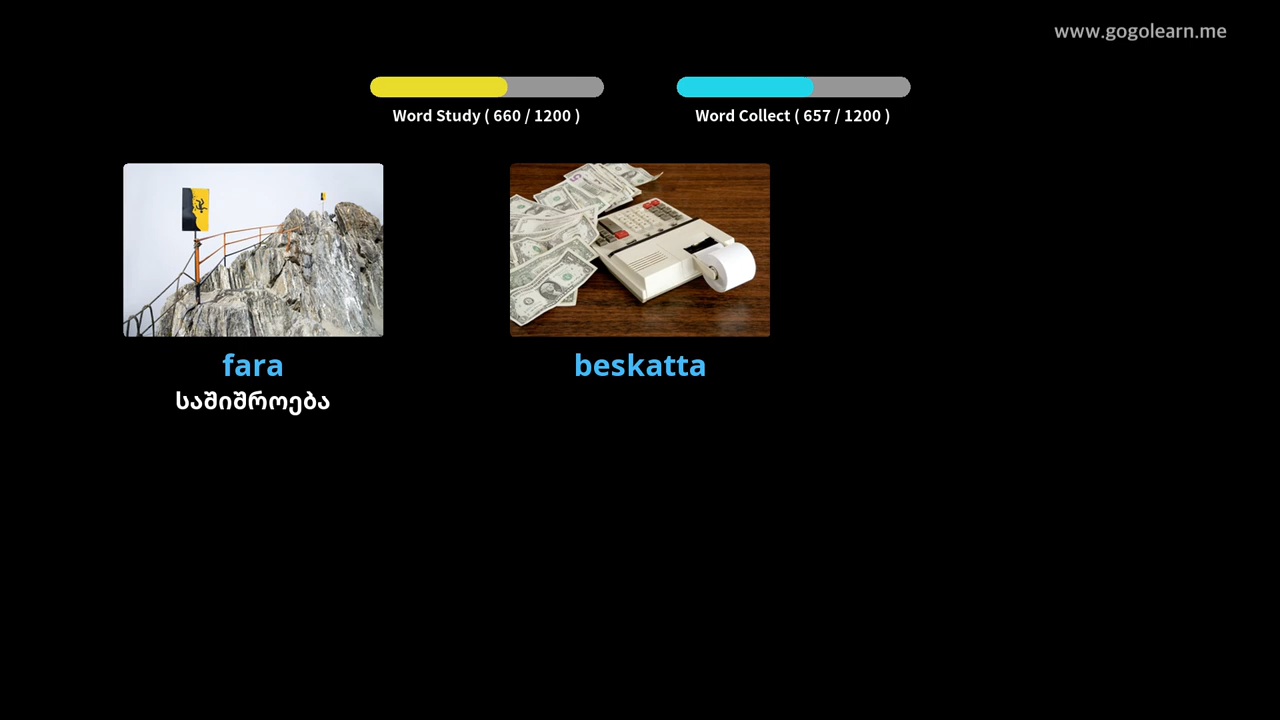 www.gogolearn.me
Word Study ( 660 / 1200 )
Word Collect ( 657 / 1200 )
fara
საშიშროება
beskatta